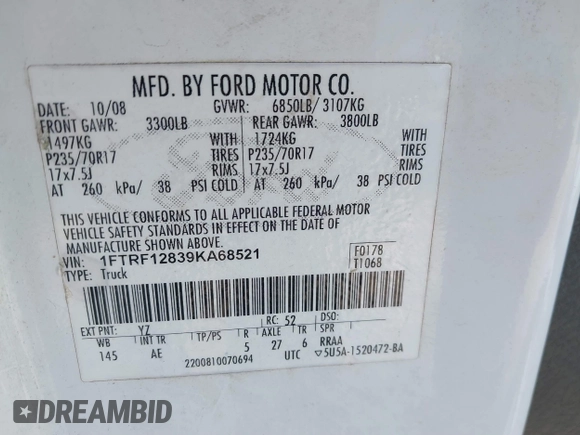 MFD. BY FORD MOTOR CO.
DATE: 10/08 GVWR: 6850LB/ 3107KG
FRONT GAWR: 3300LB REAR GAWR: 3800LB
1497KG WITH 1724KG WITH
P235/70R17 TIRES P235/70R17 TIRES
17x7.5J RIMS 17x7.5J RIMS
AT 260 kPa/ 38 PSI COLD AT 260 kPa/ 38 PSI COLD
THIS VEHICLE CONFORMS TO ALL APPLICABLE FEDERAL MOTOR
VEHICLE SAFETY STANDARDS IN EFFECT ON THE DATE OF
MANUFACTURE SHOWN ABOVE.
VIN: 1FTRF12839KA68521 F0178
TYPE: Truck T1068
EXT PNT: YZ RC: 52 DSO:
WB INT TR TP/PS R AXLE TR SPR
145 AE 5 27 6 RRAA
2200810070694 UTC ▽5U5A-1520472-BA
DREAMBID